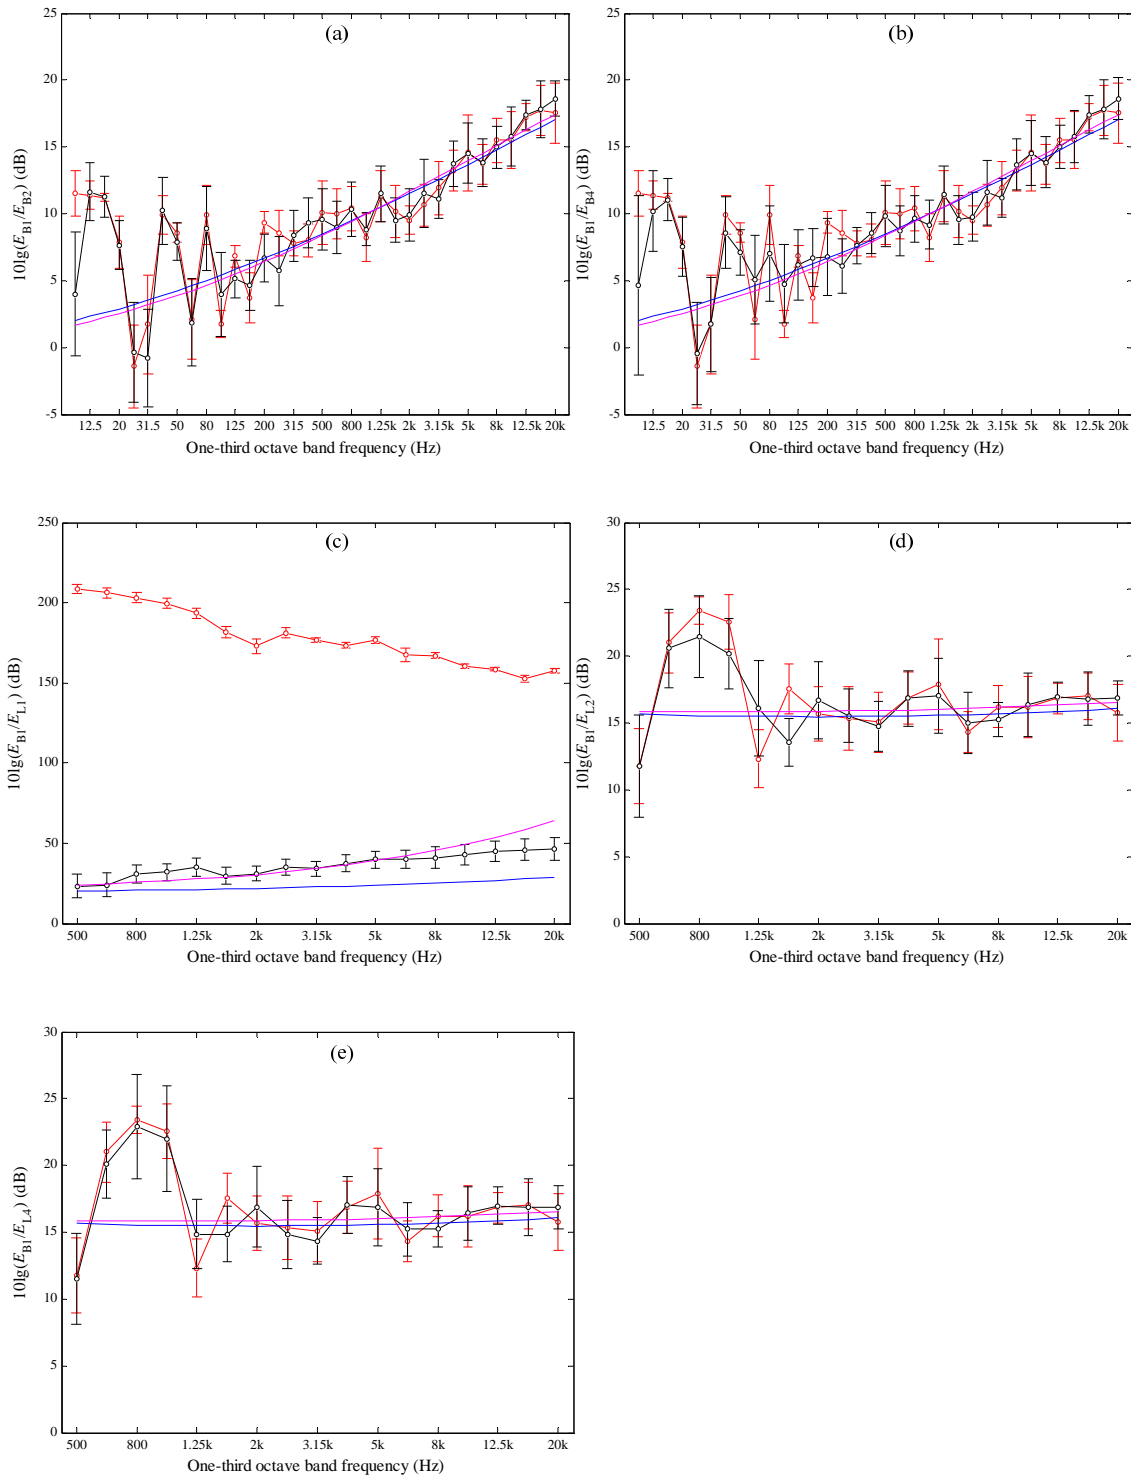 (a)
10lg(E_B1/E_B2) (dB)
25
20
15
10
5
0
-5
12.5 20 31.5 50 80 125 200 315 500 800 1.25k 2k 3.15k 5k 8k 12.5k 20k
One-third octave band frequency (Hz)
(b)
10lg(E_B1/E_B4) (dB)
25
20
15
10
5
0
-5
12.5 20 31.5 50 80 125 200 315 500 800 1.25k 2k 3.15k 5k 8k 12.5k 20k
One-third octave band frequency (Hz)
(c)
10lg(E_B1/E_L1) (dB)
250
200
150
100
50
0
500 800 1.25k 2k 3.15k 5k 8k 12.5k 20k
One-third octave band frequency (Hz)
(d)
10lg(E_B1/E_L2) (dB)
30
25
20
15
10
5
0
500 800 1.25k 2k 3.15k 5k 8k 12.5k 20k
One-third octave band frequency (Hz)
(e)
10lg(E_B1/E_L4) (dB)
30
25
20
15
10
5
0
500 800 1.25k 2k 3.15k 5k 8k 12.5k 20k
One-third octave band frequency (Hz)